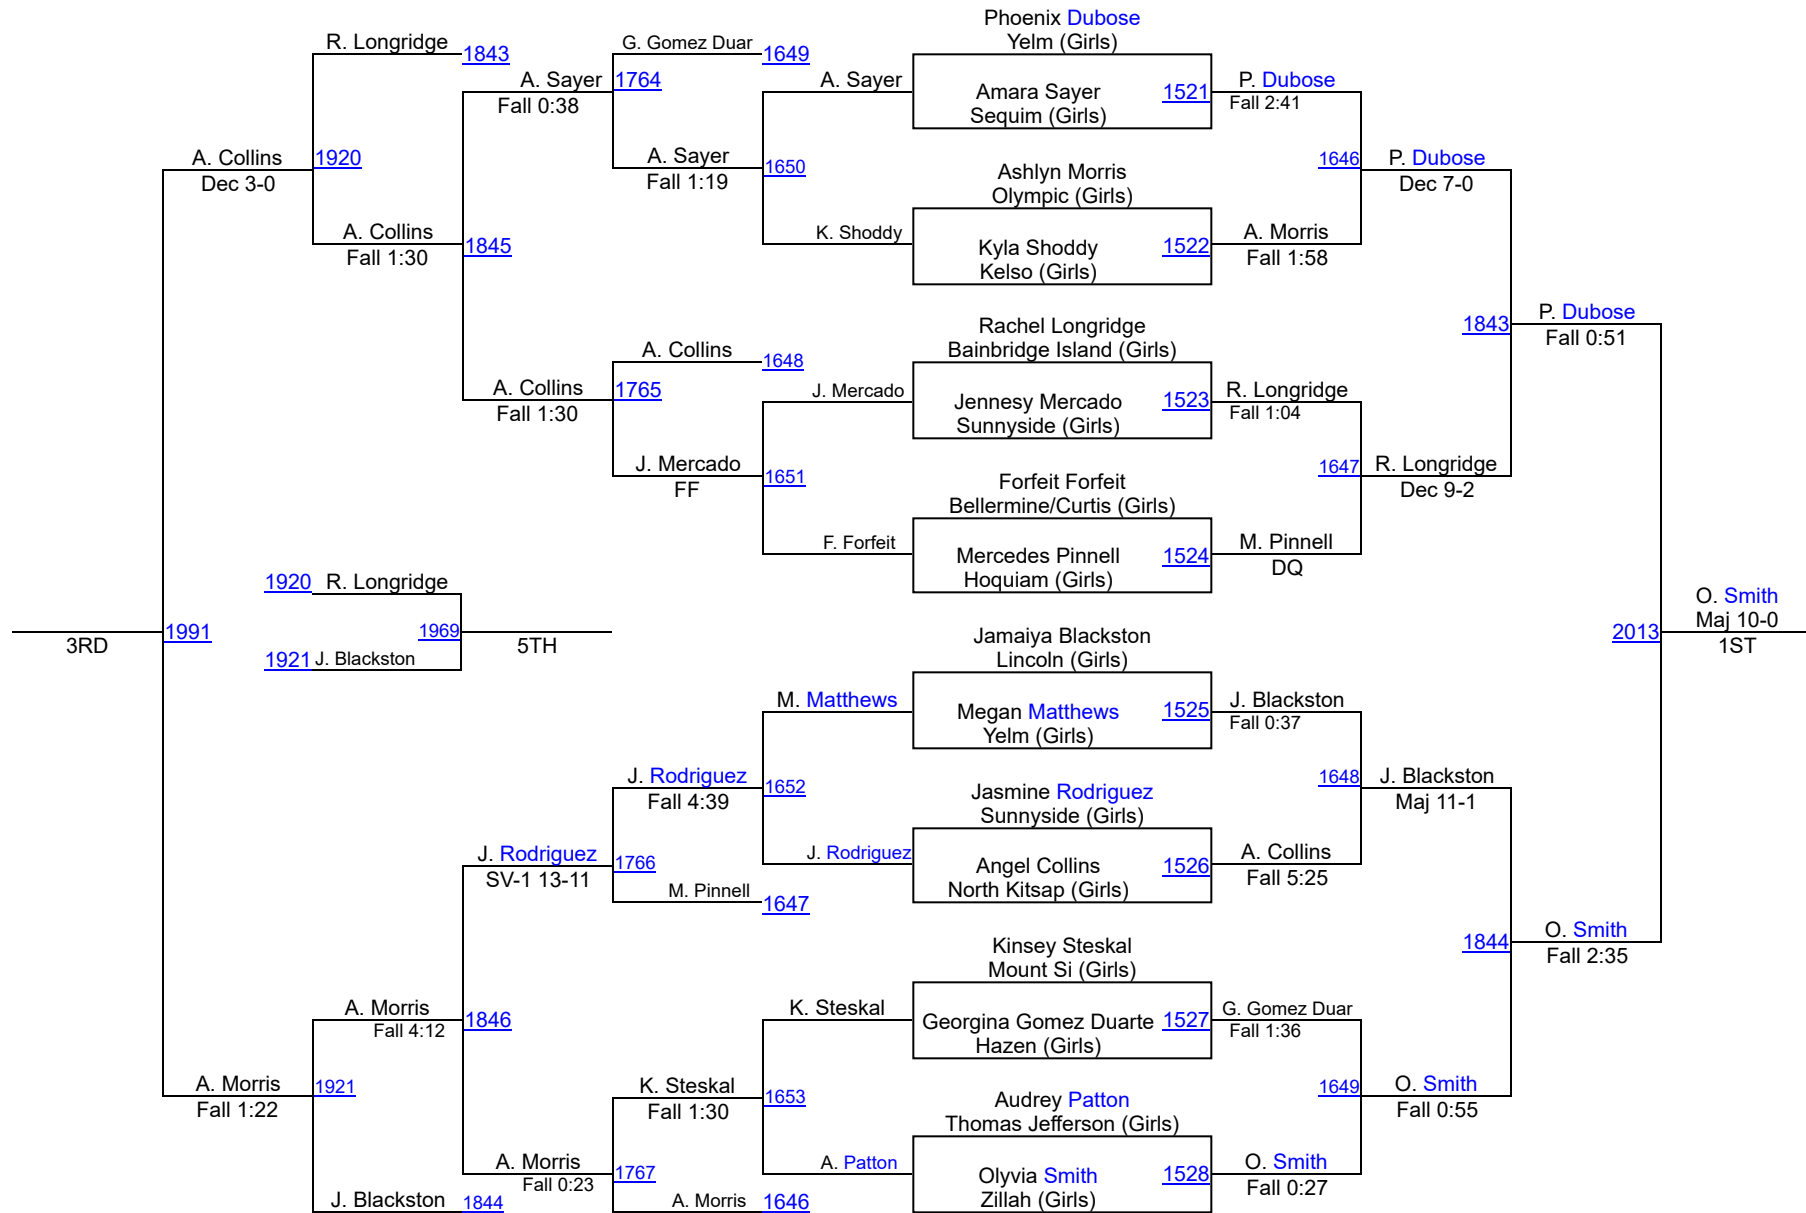 Phoenix Dubose
Yelm (Girls)
R. Longridge
1843
G. Gomez Duar
1649
A. Sayer
Fall 0:38
1764
A. Sayer
Amara Sayer
Sequim (Girls)
1521
P. Dubose
Fall 2:41
A. Collins
Dec 3-0
1920
A. Sayer
Fall 1:19
1650
Ashlyn Morris
Olympic (Girls)
1646
P. Dubose
Dec 7-0
A. Collins
Fall 1:30
1845
K. Shoddy
Kyla Shoddy
Kelso (Girls)
1522
A. Morris
Fall 1:58
Rachel Longridge
Bainbridge Island (Girls)
1843
P. Dubose
Fall 0:51
A. Collins
1648
A. Collins
Fall 1:30
1765
J. Mercado
Jennesy Mercado
Sunnyside (Girls)
1523
R. Longridge
Fall 1:04
J. Mercado
FF
1651
Forfeit Forfeit
Bellermine/Curtis (Girls)
1647
R. Longridge
Dec 9-2
F. Forfeit
Mercedes Pinnell
Hoquiam (Girls)
1524
M. Pinnell
DQ
1920
R. Longridge
O. Smith
Maj 10-0
1ST
3RD
1991
1969
5TH
2013
1921
J. Blackston
Jamaiya Blackston
Lincoln (Girls)
M. Matthews
Megan Matthews
Yelm (Girls)
1525
J. Blackston
Fall 0:37
J. Rodriguez
Fall 4:39
1652
Jasmine Rodriguez
Sunnyside (Girls)
1648
J. Blackston
Maj 11-1
J. Rodriguez
SV-1 13-11
1766
J. Rodriguez
Angel Collins
North Kitsap (Girls)
1526
A. Collins
Fall 5:25
M. Pinnell
1647
Kinsey Steskal
Mount Si (Girls)
1844
O. Smith
Fall 2:35
A. Morris
Fall 4:12
1846
K. Steskal
Georgina Gomez Duarte
Hazen (Girls)
1527
G. Gomez Duar
Fall 1:36
A. Morris
Fall 1:22
1921
K. Steskal
Fall 1:30
1653
Audrey Patton
Thomas Jefferson (Girls)
1649
O. Smith
Fall 0:55
A. Morris
Fall 0:23
1767
A. Patton
Olyvia Smith
Zillah (Girls)
1528
O. Smith
Fall 0:27
J. Blackston
1844
A. Morris
1646